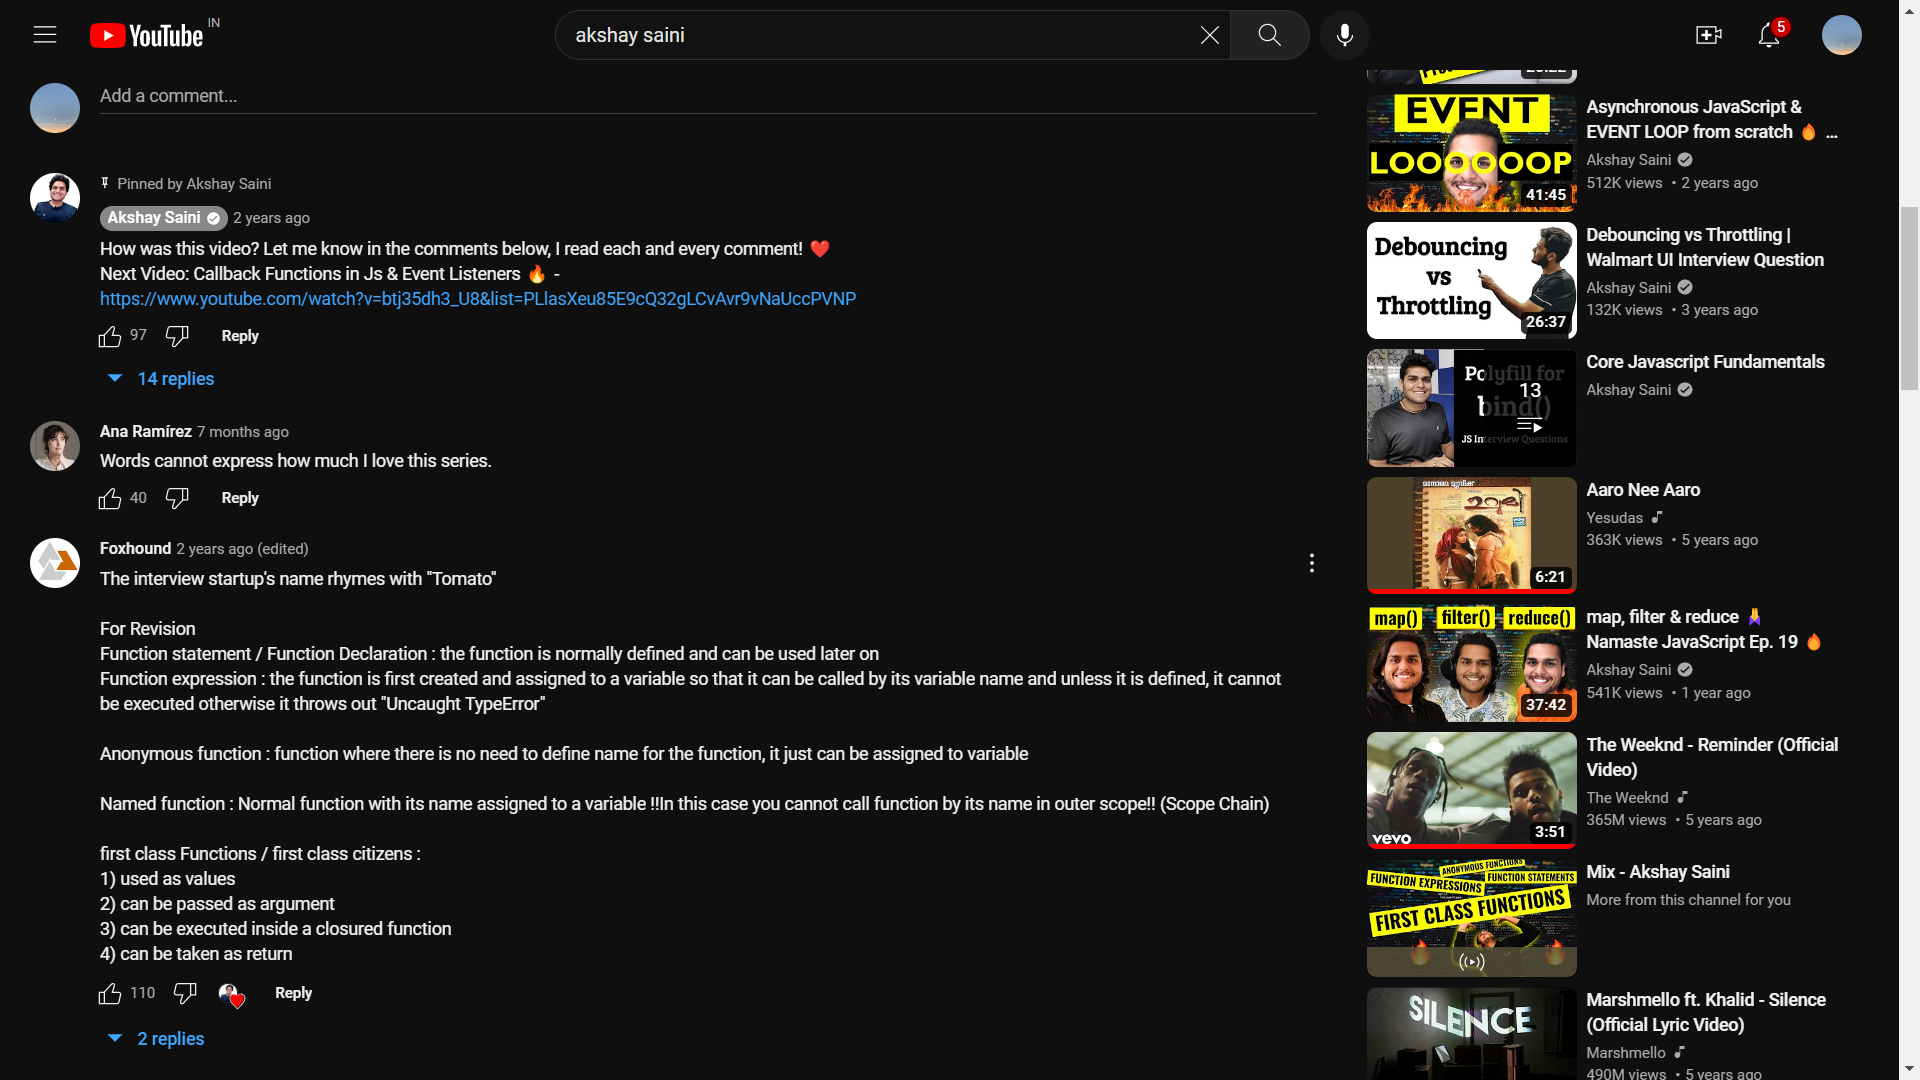 YouTube IN
akshay saini
5
Add a comment...
Pinned by Akshay Saini
Akshay Saini 2 years ago
How was this video? Let me know in the comments below, I read each and every comment! ❤️
Next Video: Callback Functions in Js & Event Listeners 🔥 -
https://www.youtube.com/watch?v=btj35dh3_U8&list=PLlasXeu85E9cQ32gLCvAvr9vNaUccPVNP
97 Reply
14 replies
Ana Ramírez 7 months ago
Words cannot express how much I love this series.
40 Reply
Foxhound 2 years ago (edited)
The interview startup's name rhymes with "Tomato"
For Revision
Function statement / Function Declaration : the function is normally defined and can be used later on
Function expression : the function is first created and assigned to a variable so that it can be called by its variable name and unless it is defined, it cannot
be executed otherwise it throws out "Uncaught TypeError"
Anonymous function : function where there is no need to define name for the function, it just can be assigned to variable
Named function : Normal function with its name assigned to a variable !!In this case you cannot call function by its name in outer scope!! (Scope Chain)
first class Functions / first class citizens :
1) used as values
2) can be passed as argument
3) can be executed inside a closured function
4) can be taken as return
110 Reply
2 replies
EVENT
LOOOOOOP
41:45
Asynchronous JavaScript &
EVENT LOOP from scratch 🔥 ...
Akshay Saini
512K views • 2 years ago
Debouncing
vs
Throttling
26:37
Debouncing vs Throttling |
Walmart UI Interview Question
Akshay Saini
132K views • 3 years ago
Polyfill for
13
bind()
JS Interview Questions
Core Javascript Fundamentals
Akshay Saini
6:21
Aaro Nee Aaro
Yesudas
363K views • 5 years ago
map() filter() reduce()
37:42
map, filter & reduce 🙏
Namaste JavaScript Ep. 19 🔥
Akshay Saini
541K views • 1 year ago
vevo
3:51
The Weeknd - Reminder (Official
Video)
The Weeknd
365M views • 5 years ago
ANONYMOUS FUNCTIONS
FUNCTION EXPRESSIONS FUNCTION STATEMENTS
FIRST CLASS FUNCTIONS
Mix - Akshay Saini
More from this channel for you
SILENCE
Marshmello ft. Khalid - Silence
(Official Lyric Video)
Marshmello
490M views • 5 years ago